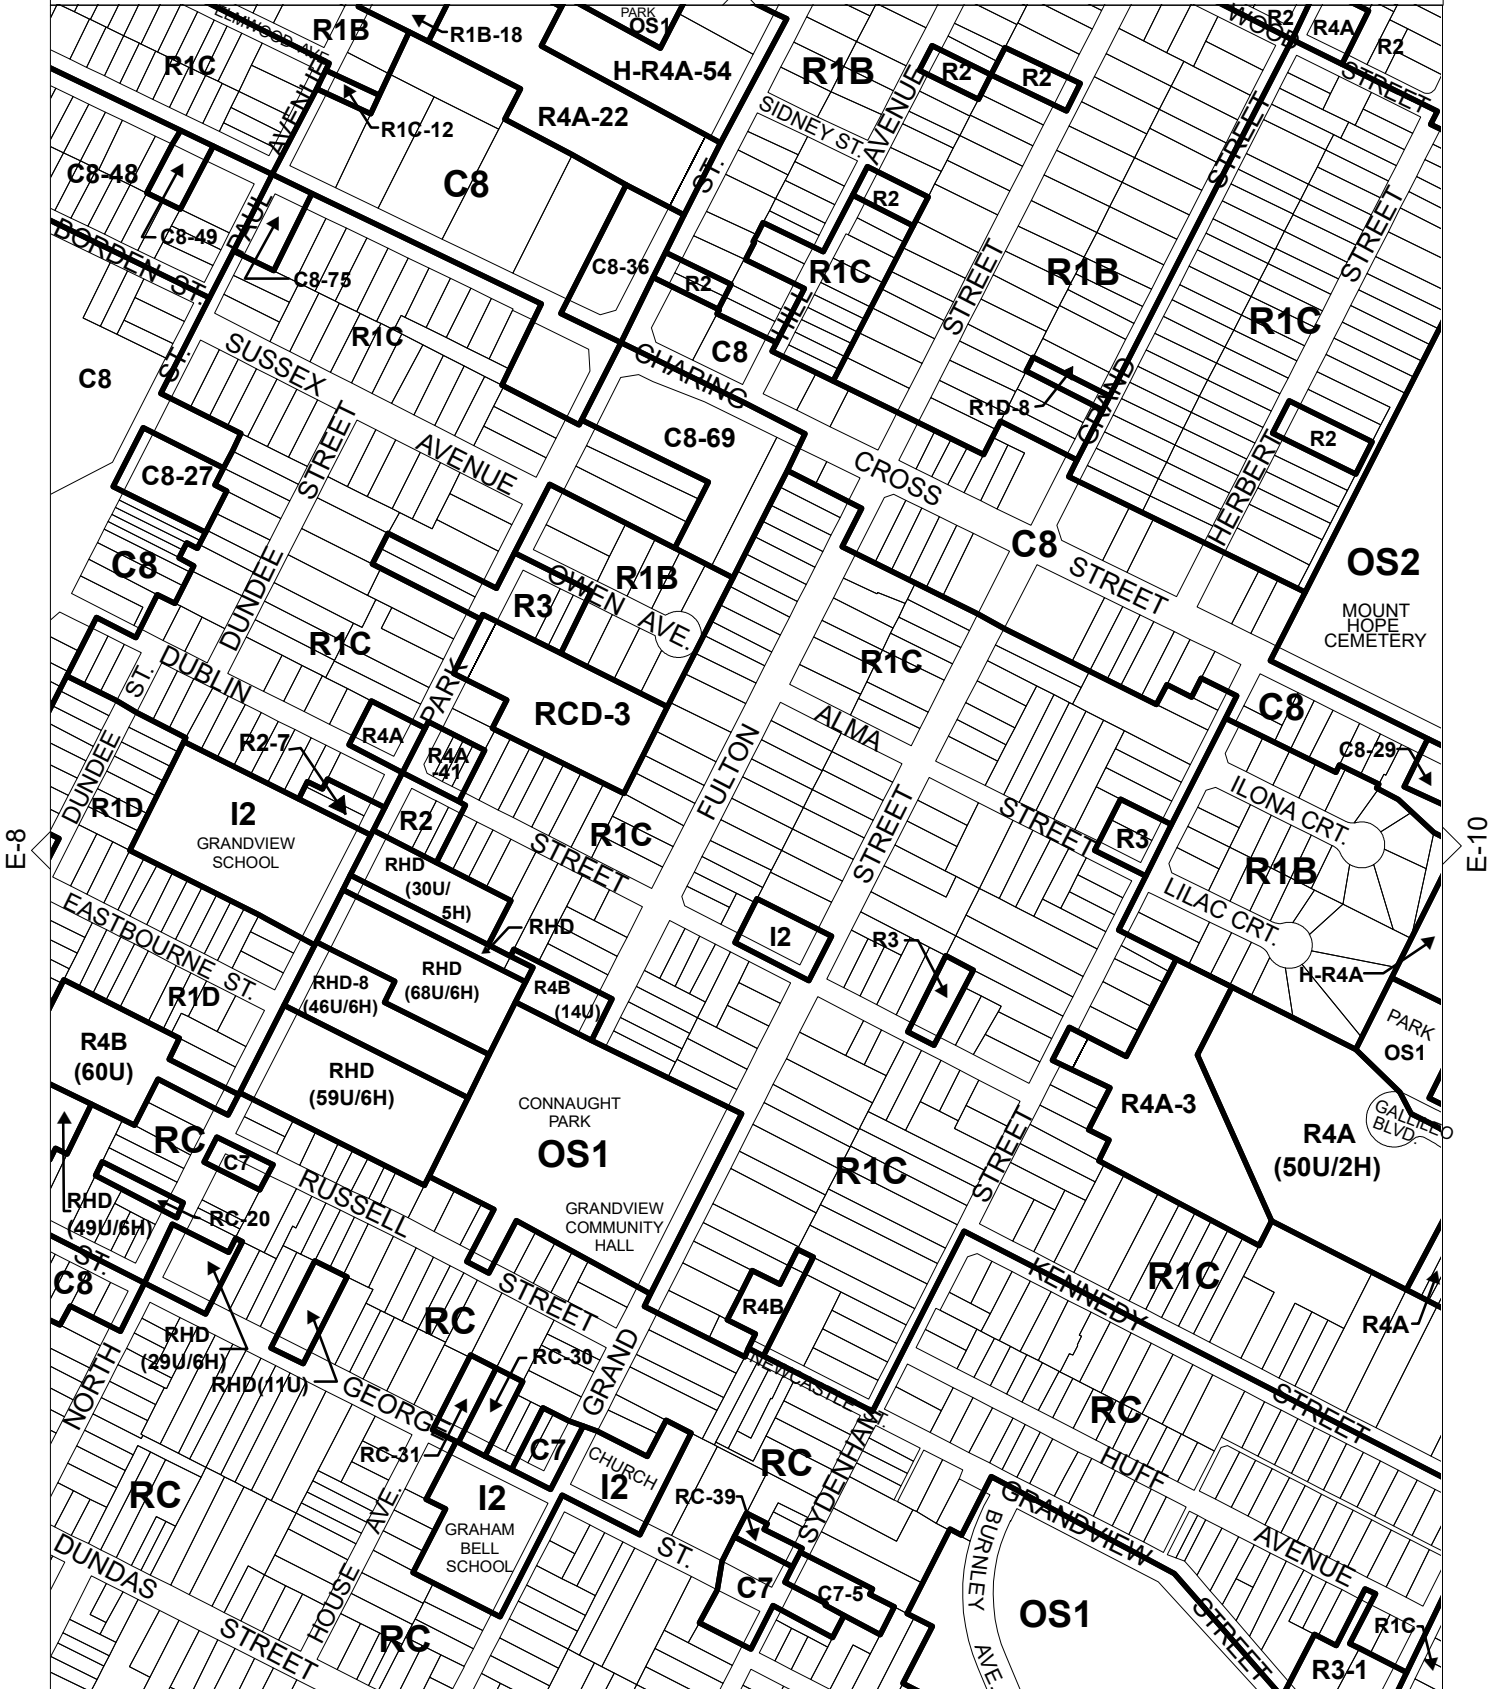 ELMWOOD AVE.
R1B
R1B-18
PARK
OS1
R1C
H-R4A-54
R1B
R2
R2
WOOD
R2
R4A
R2
STREET
AVENUE
R1C-12
R4A-22
SIDNEY ST.
AVENUE
STREET
C8-48
C8
ST.
R2
PAUL
C8-49
BORDEN ST.
C8-75
C8-36
R2
R1C
HILL
STREET
R1B
STREET
R1C
C8
ST.
SUSSEX
R1C
CHARING
C8
R1D-8
GRAND
C8-27
STREET
AVENUE
C8-69
CROSS
R2
HERBERT
C8
DUNDEE
R1B
OWEN AVE.
R3
C8
STREET
OS2
MOUNT
HOPE
CEMETERY
R1C
DUBLIN
ST.
PARK
RCD-3
R1C
ALMA
C8
C8-29
R4A
R4A
-41
R2-7
FULTON
DUNDEE
R1D
I2
GRANDVIEW
SCHOOL
R2
STREET
R1C
STREET
STREET
R3
ILONA CRT.
R1B
LILAC CRT.
E-8
E-10
RHD
(30U/
5H)
EASTBOURNE ST.
RHD
I2
R3
H-R4A
R1D
RHD-8
(46U/6H)
RHD
(68U/6H)
R4B
(14U)
PARK
OS1
R4B
(60U)
RHD
(59U/6H)
CONNAUGHT
PARK
OS1
GRANDVIEW
COMMUNITY
HALL
R4A-3
R4A
(50U/2H)
GALLILEO
BLVD.
RC
C7
RUSSELL
R1C
STREET
RHD
(49U/6H)
RC-20
ST.
C8
STREET
R4B
KENNEDY
R1C
R4A
RHD
(29U/6H)
RHD(11U)
RC
RC-30
GRAND
NORTH
GEORGE
RC-31
C7
CHURCH
I2
RC
SYDENHAM
RC
STREET
HUFF
RC
AVE.
I2
GRAHAM
BELL
SCHOOL
ST.
RC-39
GRANDVIEW
AVENUE
DUNDAS
STREET
HOUSE
RC
C7
C7-5
BURNLEY AVE.
OS1
STREET
R1C
R3-1